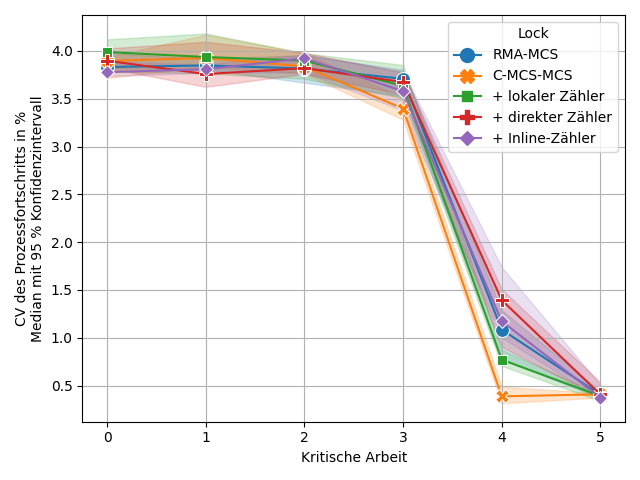 Lock
RMA-MCS
C-MCS-MCS
+ lokaler Zähler
+ direkter Zähler
+ Inline-Zähler
CV des Prozessfortschritts in %
Median mit 95 % Konfidenzintervall
4.0
3.5
3.0
2.5
2.0
1.5
1.0
0.5
0 1 2 3 4 5
Kritische Arbeit